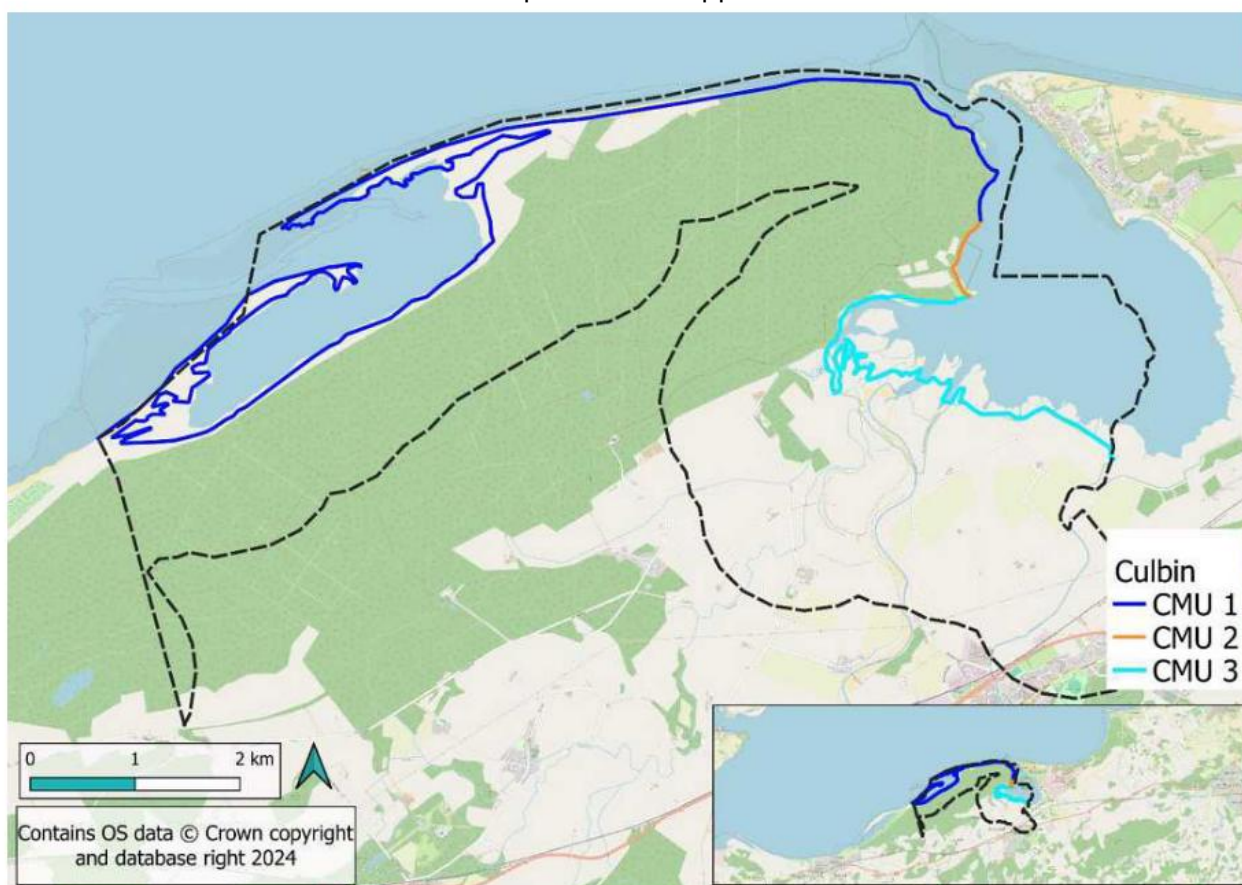 Culbin
CMU 1
CMU 2
CMU 3
0 1 2 km
Contains OS data © Crown copyright
and database right 2024